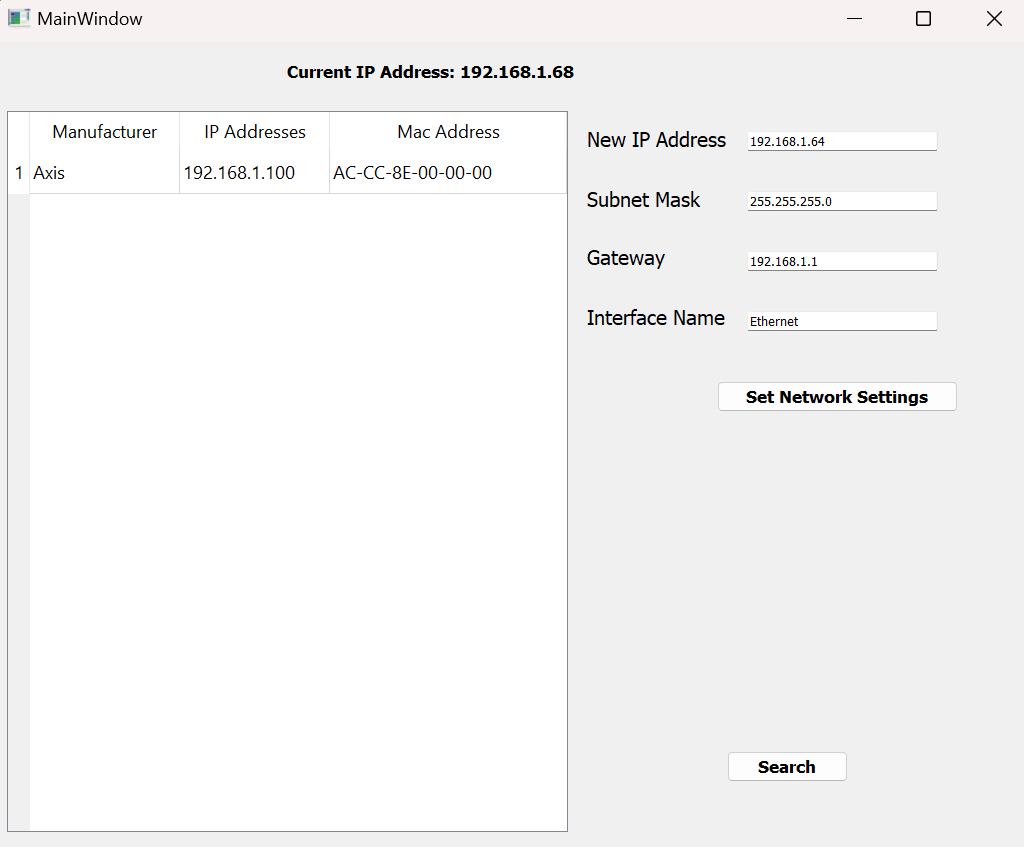 MainWindow
Current IP Address: 192.168.1.68
Manufacturer IP Addresses Mac Address
1 Axis 192.168.1.100 AC-CC-8E-00-00-00
New IP Address 192.168.1.64
Subnet Mask 255.255.255.0
Gateway 192.168.1.1
Interface Name Ethernet
Set Network Settings
Search